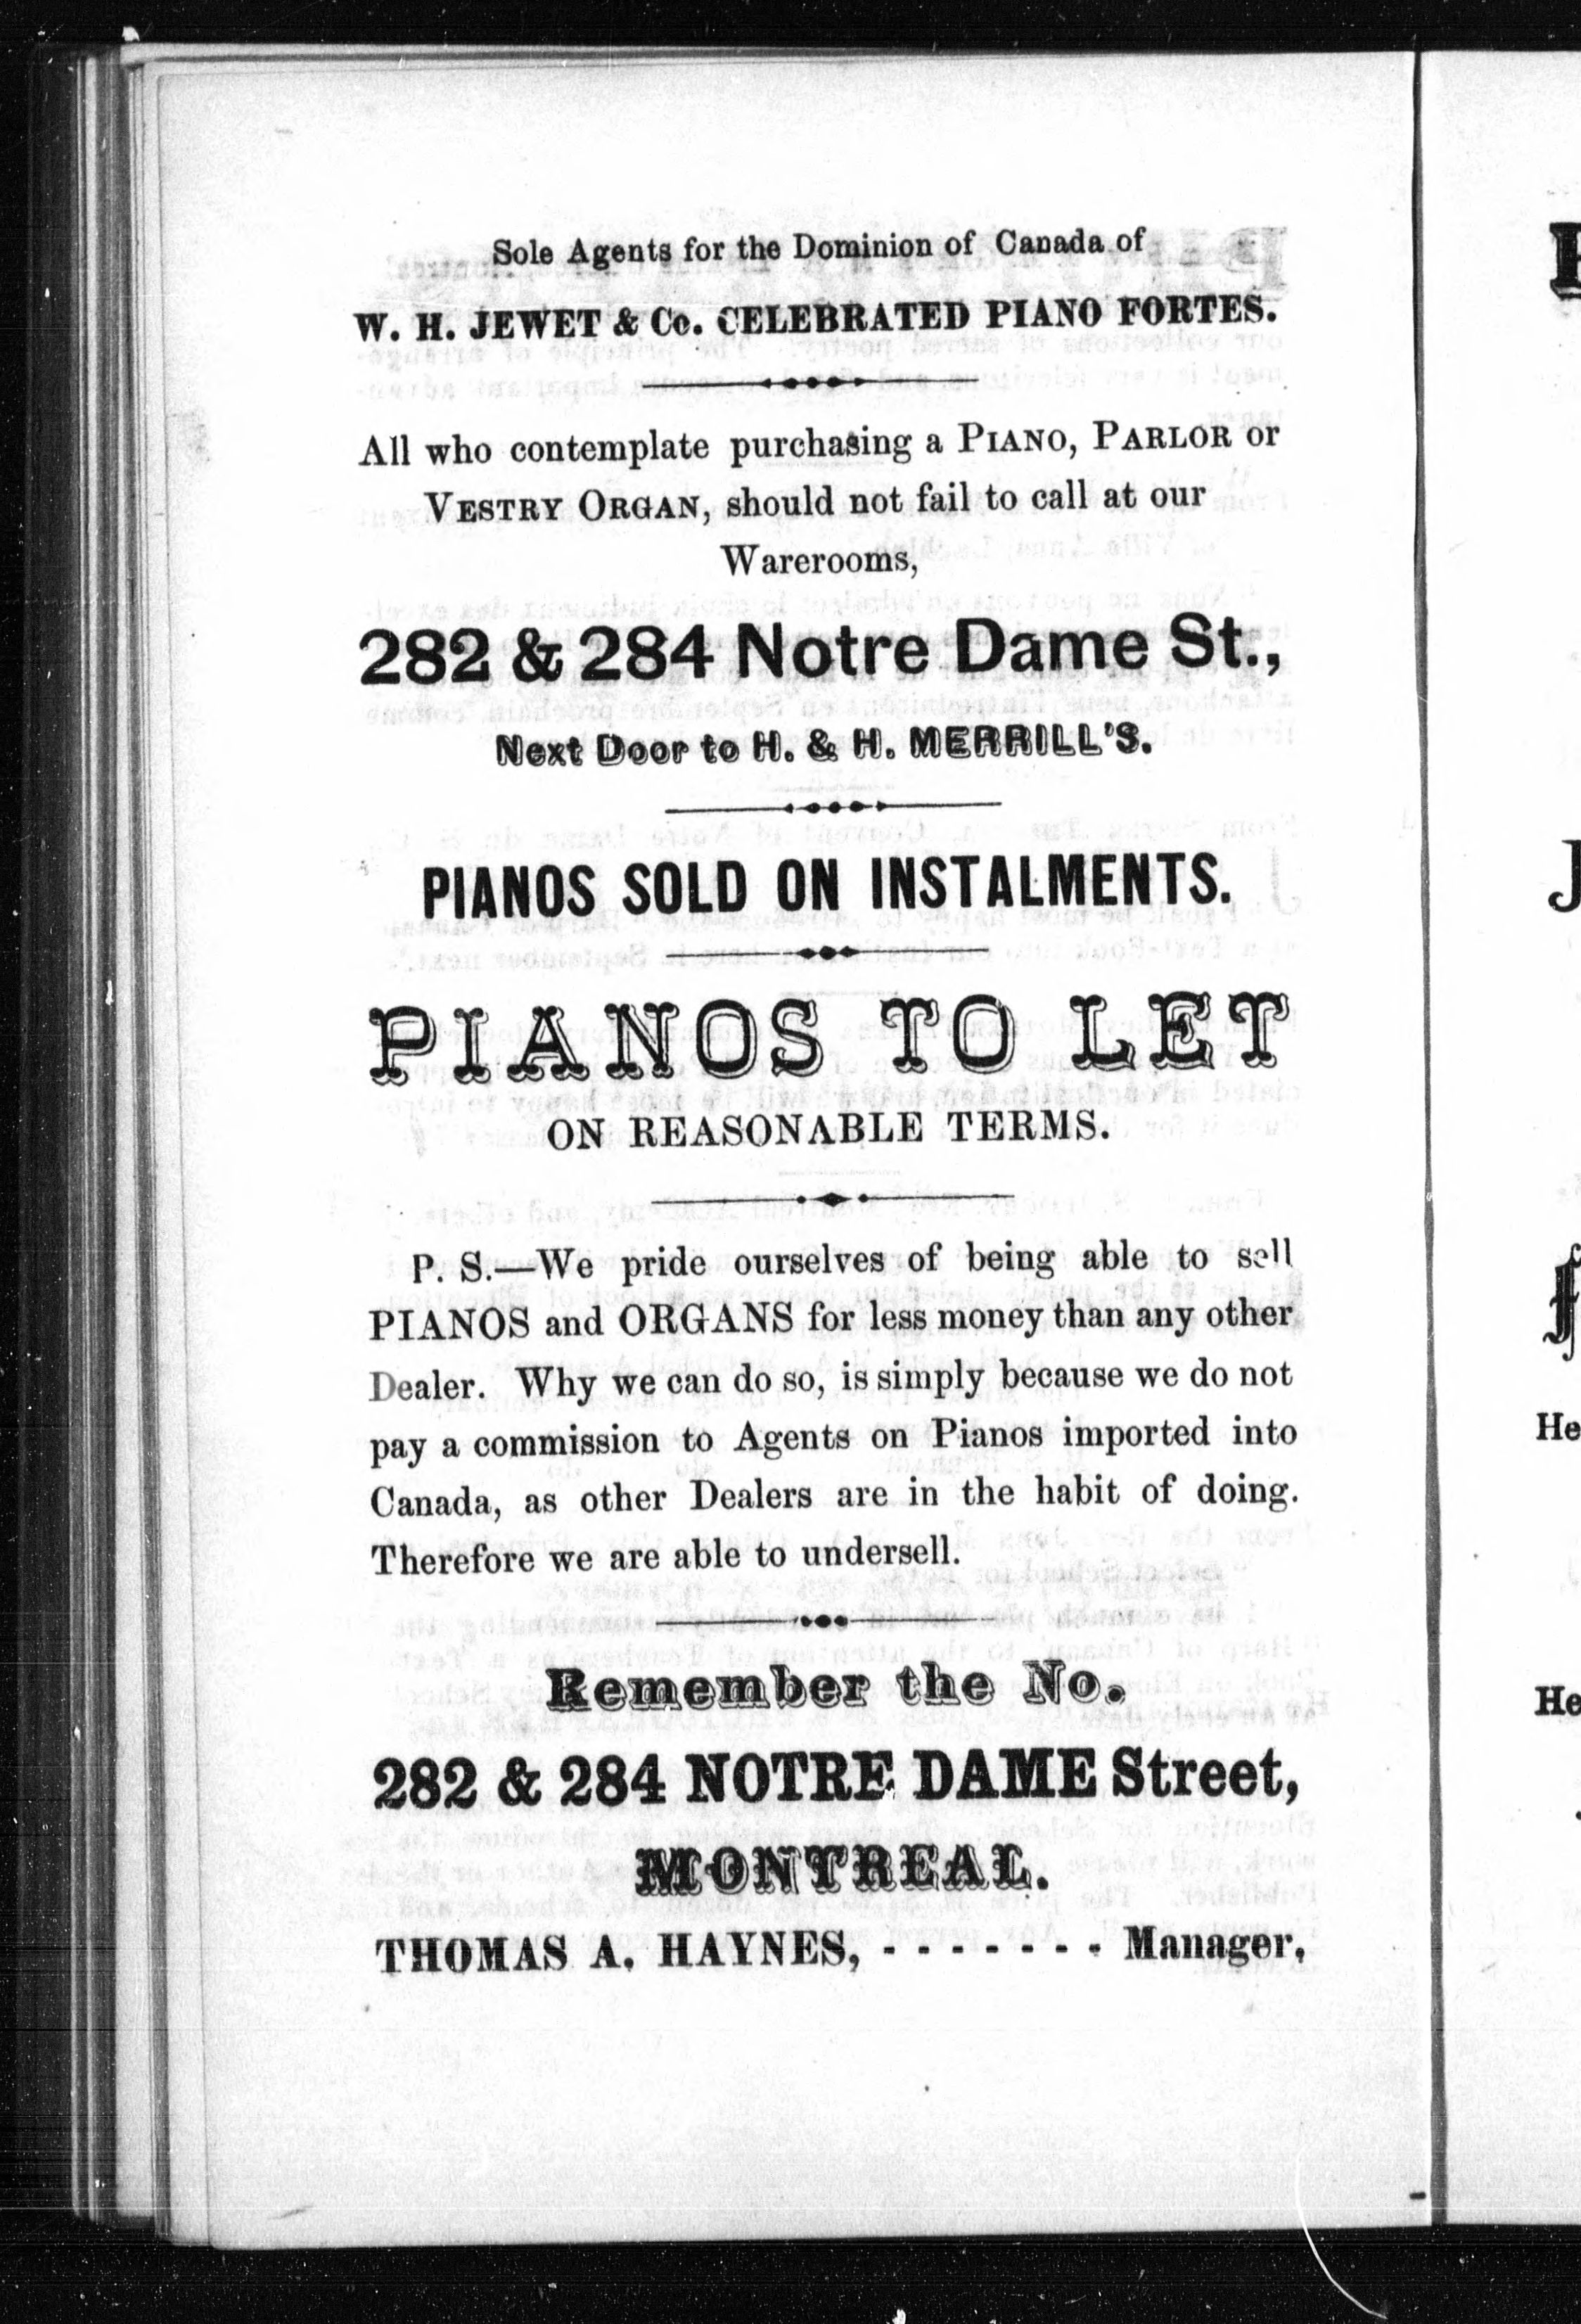 Sole Agents for the Dominion of Canada of
W. H. JEWET & Co. CELEBRATED PIANO FORTES.
All who contemplate purchasing a PIANO, PARLOR or
VESTRY ORGAN, should not fail to call at our
Warerooms,
282 & 284 Notre Dame St.,
Next Door to H. & H. MERRILL'S.
PIANOS SOLD ON INSTALMENTS.
PIANOS TO LET
ON REASONABLE TERMS.
P. S.—We pride ourselves of being able to sell
PIANOS and ORGANS for less money than any other
Dealer. Why we can do so, is simply because we do not
pay a commission to Agents on Pianos imported into
Canada, as other Dealers are in the habit of doing.
Therefore we are able to undersell.
Remember the No.
282 & 284 NOTRE DAME Street,
MONTREAL.
THOMAS A. HAYNES, - - - - - - - Manager,
He
He